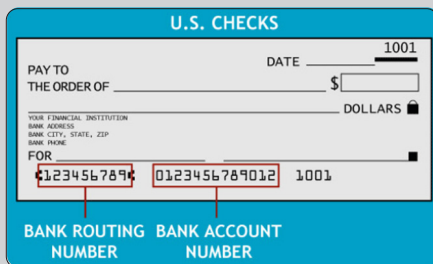 U.S. CHECKS
1001
DATE
PAY TO
THE ORDER OF $
DOLLARS
YOUR FINANCIAL INSTITUTION
BANK ADDRESS
BANK CITY, STATE, ZIP
BANK PHONE
FOR
⑆123456789⑆ 0123456789012 1001
BANK ROUTING NUMBER
BANK ACCOUNT NUMBER